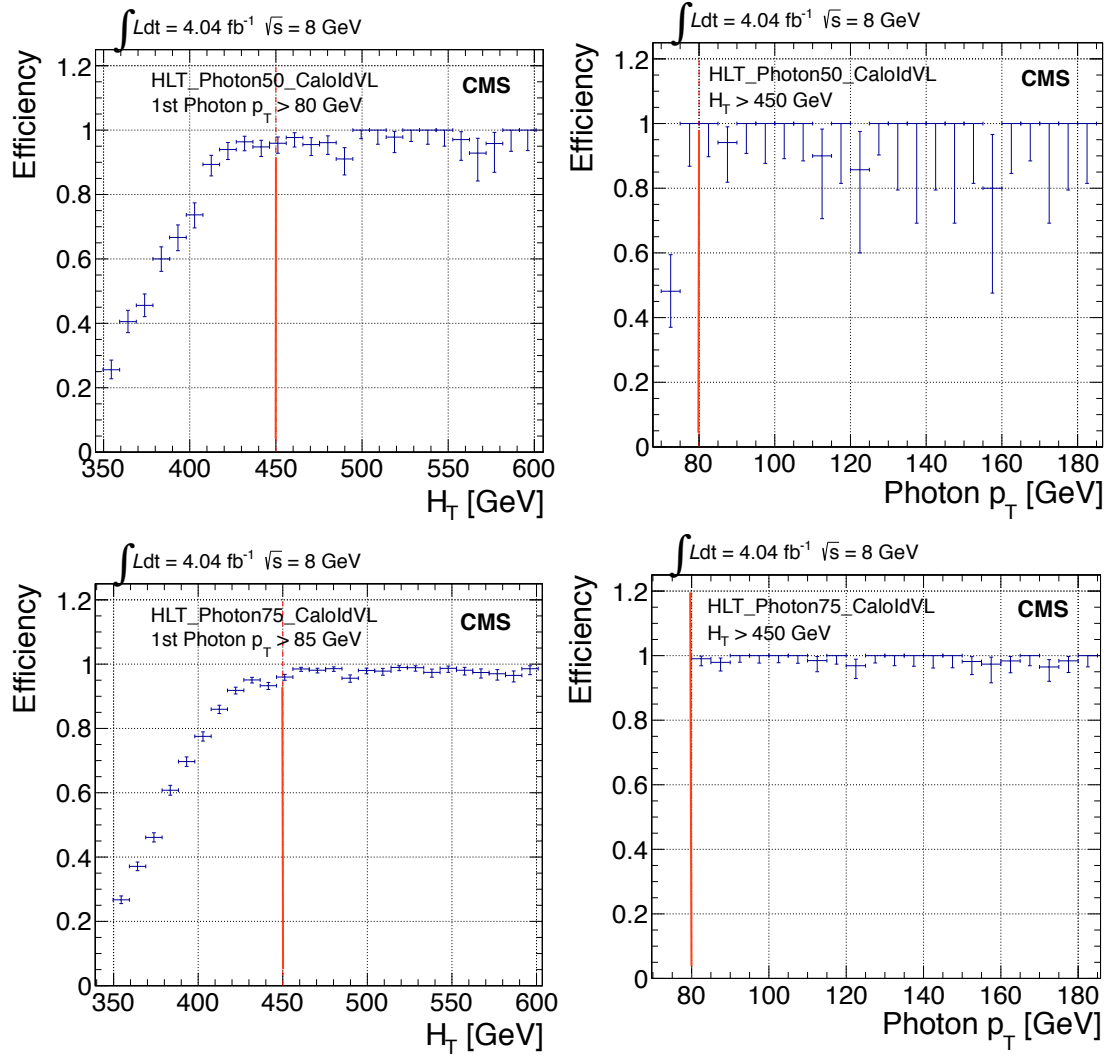 ∫Ldt = 4.04 fb⁻¹ √s = 8 GeV
Efficiency
1.2
1
0.8
0.6
0.4
0.2
0
HLT_Photon50_CaloIdVL
1st Photon p_T > 80 GeV
CMS
350 400 450 500 550 600
H_T [GeV]
∫Ldt = 4.04 fb⁻¹ √s = 8 GeV
Efficiency
1.2
1
0.8
0.6
0.4
0.2
0
HLT_Photon50_CaloIdVL
H_T > 450 GeV
CMS
80 100 120 140 160 180
Photon p_T [GeV]
∫Ldt = 4.04 fb⁻¹ √s = 8 GeV
Efficiency
1.2
1
0.8
0.6
0.4
0.2
0
HLT_Photon75_CaloIdVL
1st Photon p_T > 85 GeV
CMS
350 400 450 500 550 600
H_T [GeV]
∫Ldt = 4.04 fb⁻¹ √s = 8 GeV
Efficiency
1.2
1
0.8
0.6
0.4
0.2
0
HLT_Photon75_CaloIdVL
H_T > 450 GeV
CMS
80 100 120 140 160 180
Photon p_T [GeV]